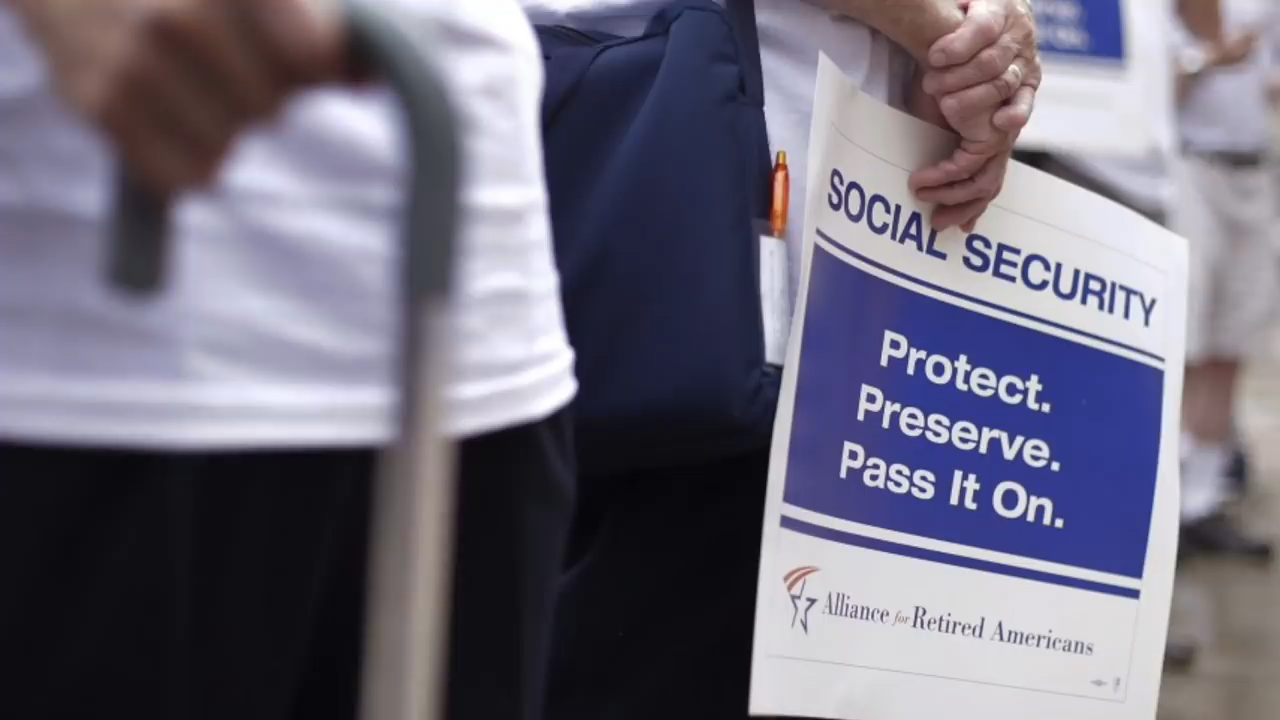 SOCIAL SECURITY
Protect.
Preserve.
Pass It On.
Alliance for Retired Americans